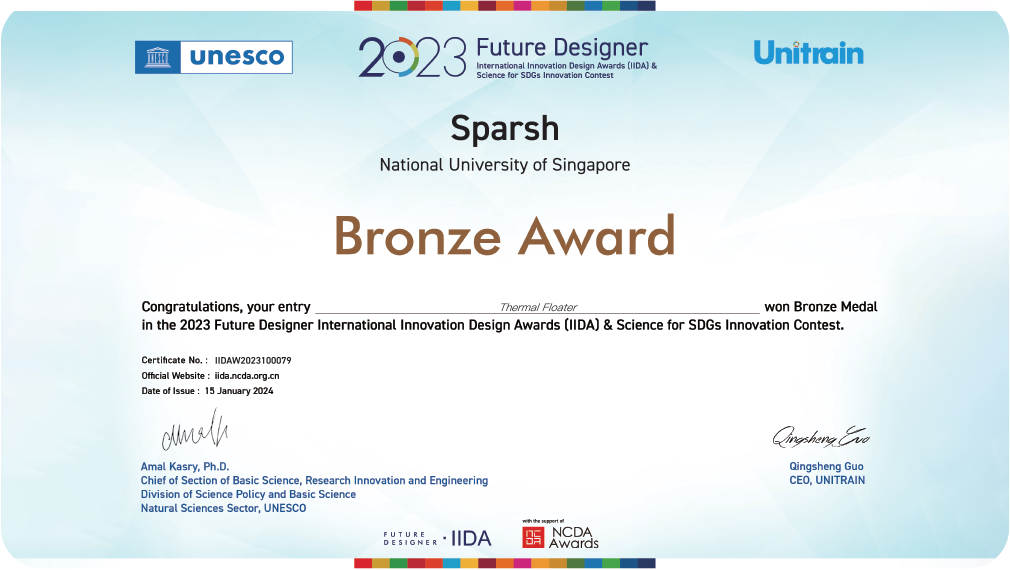 unesco
2023 Future Designer
International Innovation Design Awards (IIDA) &
Science for SDGs Innovation Contest
Unitrain
Sparsh
National University of Singapore
Bronze Award
Congratulations, your entry Thermal Floater won Bronze Medal
in the 2023 Future Designer International Innovation Design Awards (IIDA) & Science for SDGs Innovation Contest.
Certificate No. : IIDAW2023100079
Official Website : iida.ncda.org.cn
Date of Issue : 15 January 2024
Qingsheng Guo
Amal Kasry, Ph.D.
Chief of Section of Basic Science, Research Innovation and Engineering
Division of Science Policy and Basic Science
Natural Sciences Sector, UNESCO
Qingsheng Guo
CEO, UNITRAIN
FUTURE
DESIGNER · IIDA
with the support of
NCDA
Awards